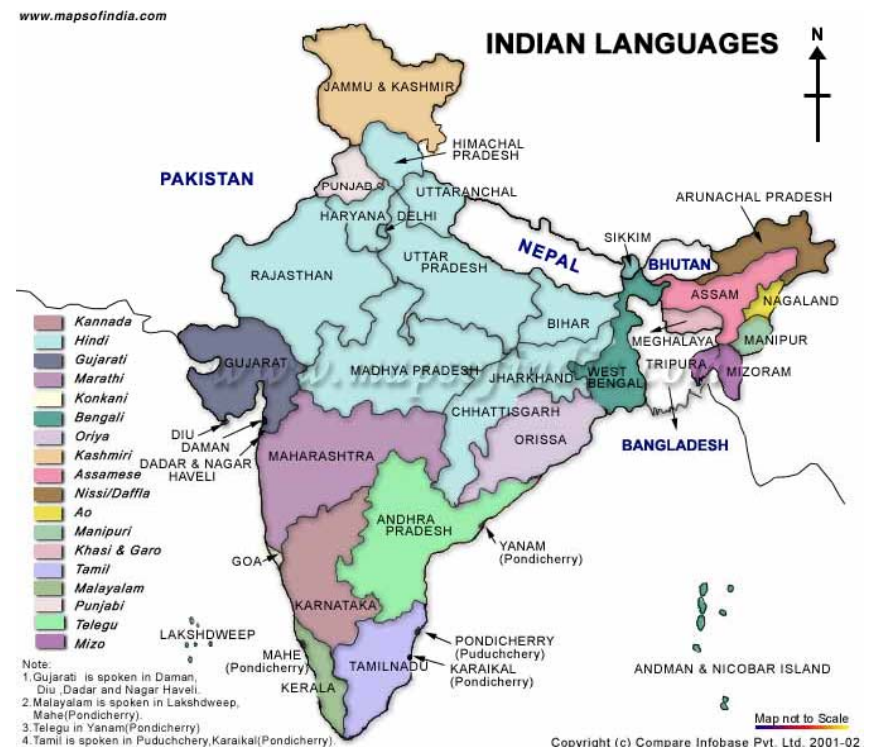 www.mapsofindia.com
INDIAN LANGUAGES
N
JAMMU & KASHMIR
HIMACHAL
PRADESH
PAKISTAN
PUNJAB
UTTARANCHAL
HARYANA
DELHI
ARUNACHAL PRADESH
SIKKIM
NEPAL
BHUTAN
UTTAR
PRADESH
RAJASTHAN
ASSAM
NAGALAND
BIHAR
MEGHALAYA
MANIPUR
GUJARAT
MADHYA PRADESH
JHARKHAND
WEST
BENGAL
TRIPURA
MIZORAM
CHHATTISGARH
ORISSA
BANGLADESH
DIU
DAMAN
DADAR & NAGAR
HAVELI
MAHARASHTRA
ANDHRA
PRADESH
YANAM
(Pondicherry)
GOA
KARNATAKA
LAKSHDWEEP
MAHE
(Pondicherry)
KERALA
TAMILNADU
PONDICHERRY
(Puduchery)
KARAIKAL
(Pondicherry)
ANDMAN & NICOBAR ISLAND
Kannada
Hindi
Gujarati
Marathi
Konkani
Bengali
Oriya
Kashmiri
Assamese
Nissi/Daffla
Ao
Manipuri
Khasi & Garo
Tamil
Malayalam
Punjabi
Telegu
Mizo
Note:
1.Gujarati is spoken in Daman,
Diu ,Dadar and Nagar Haveli.
2.Malayalam is spoken in Lakshdweep,
Mahe(Pondicherry).
3.Telegu in Yanam(Pondicherry)
4.Tamil is spoken in Puduchchery,Karaikal(Pondicherry).
Map not to Scale
Copyright (c) Compare Infobase Pvt. Ltd. 2001-02